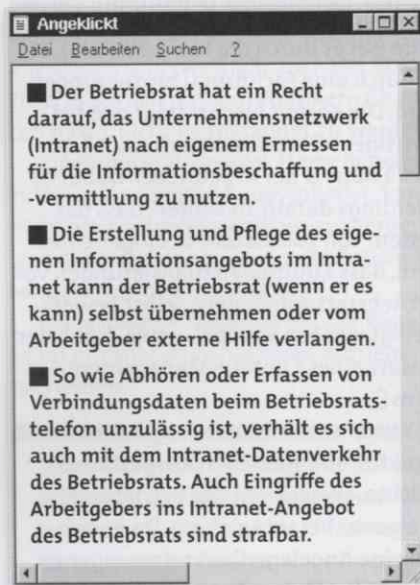 Angeklickt
Datei Bearbeiten Suchen ?
■ Der Betriebsrat hat ein Recht
darauf, das Unternehmensnetzwerk
(Intranet) nach eigenem Ermessen
für die Informationsbeschaffung und
-vermittlung zu nutzen.
■ Die Erstellung und Pflege des eige-
nen Informationsangebots im Intra-
net kann der Betriebsrat (wenn er es
kann) selbst übernehmen oder vom
Arbeitgeber externe Hilfe verlangen.
■ So wie Abhören oder Erfassen von
Verbindungsdaten beim Betriebsrats-
telefon unzulässig ist, verhält es sich
auch mit dem Intranet-Datenverkehr
des Betriebsrats. Auch Eingriffe des
Arbeitgebers ins Intranet-Angebot
des Betriebsrats sind strafbar.